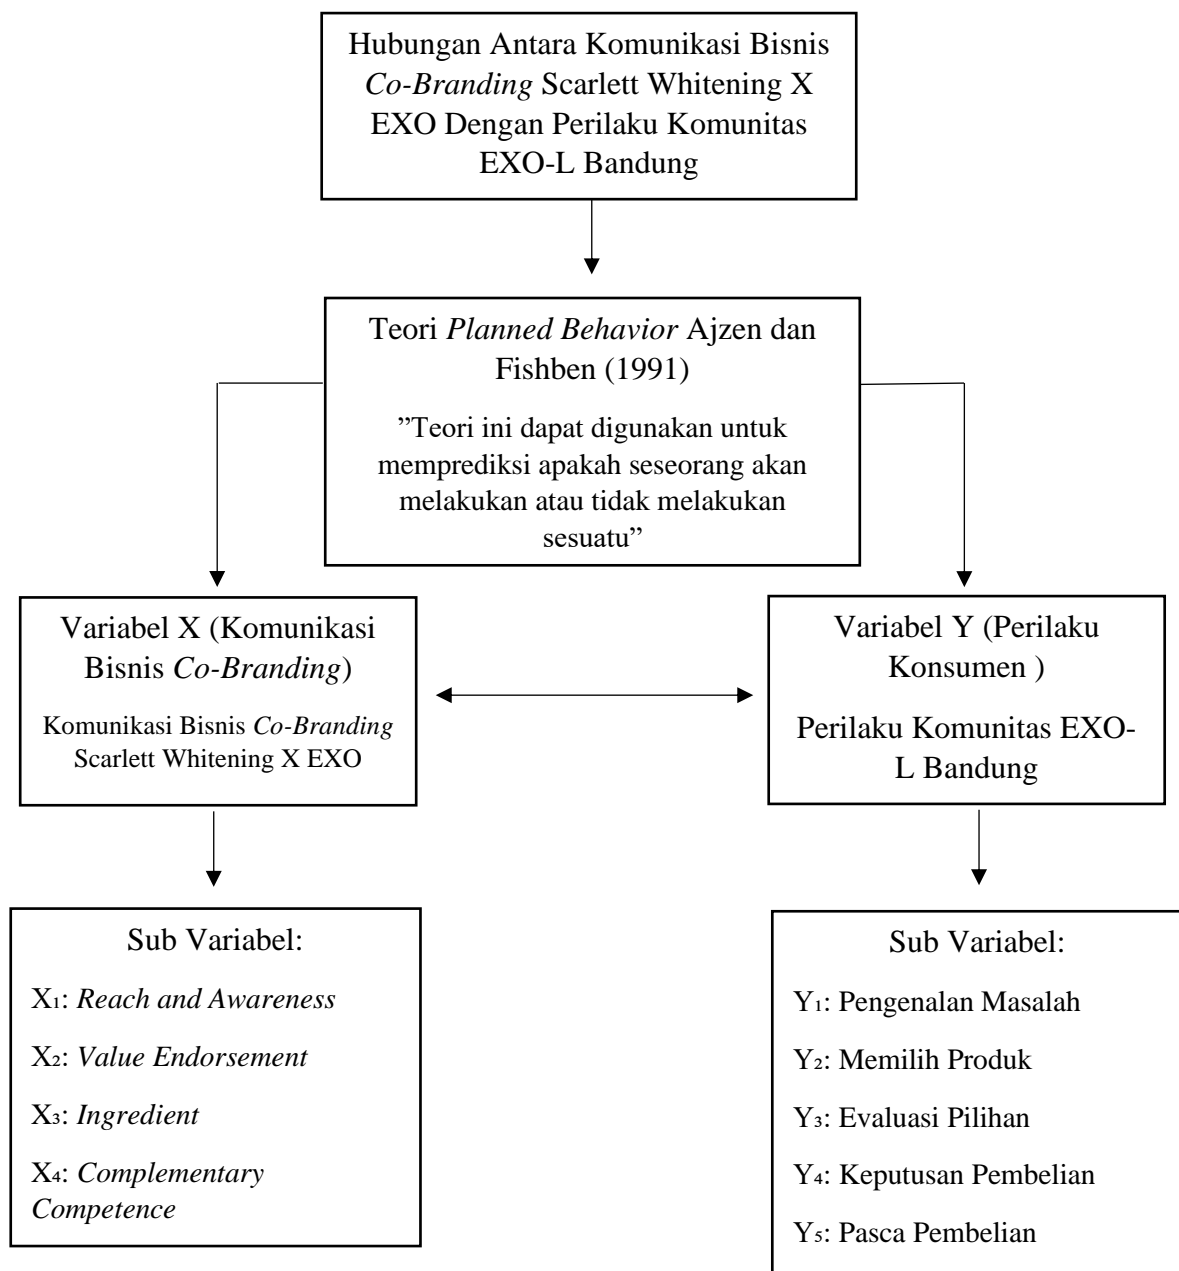 Hubungan Antara Komunikasi Bisnis
Co-Branding Scarlett Whitening X
EXO Dengan Perilaku Komunitas
EXO-L Bandung
Teori Planned Behavior Ajzen dan
Fishben (1991)
”Teori ini dapat digunakan untuk
memprediksi apakah seseorang akan
melakukan atau tidak melakukan
sesuatu”
Variabel X (Komunikasi
Bisnis Co-Branding)
Komunikasi Bisnis Co-Branding
Scarlett Whitening X EXO
Variabel Y (Perilaku
Konsumen )
Perilaku Komunitas EXO-
L Bandung
Sub Variabel:
X₁: Reach and Awareness
X₂: Value Endorsement
X₃: Ingredient
X₄: Complementary
Competence
Sub Variabel:
Y₁: Pengenalan Masalah
Y₂: Memilih Produk
Y₃: Evaluasi Pilihan
Y₄: Keputusan Pembelian
Y₅: Pasca Pembelian